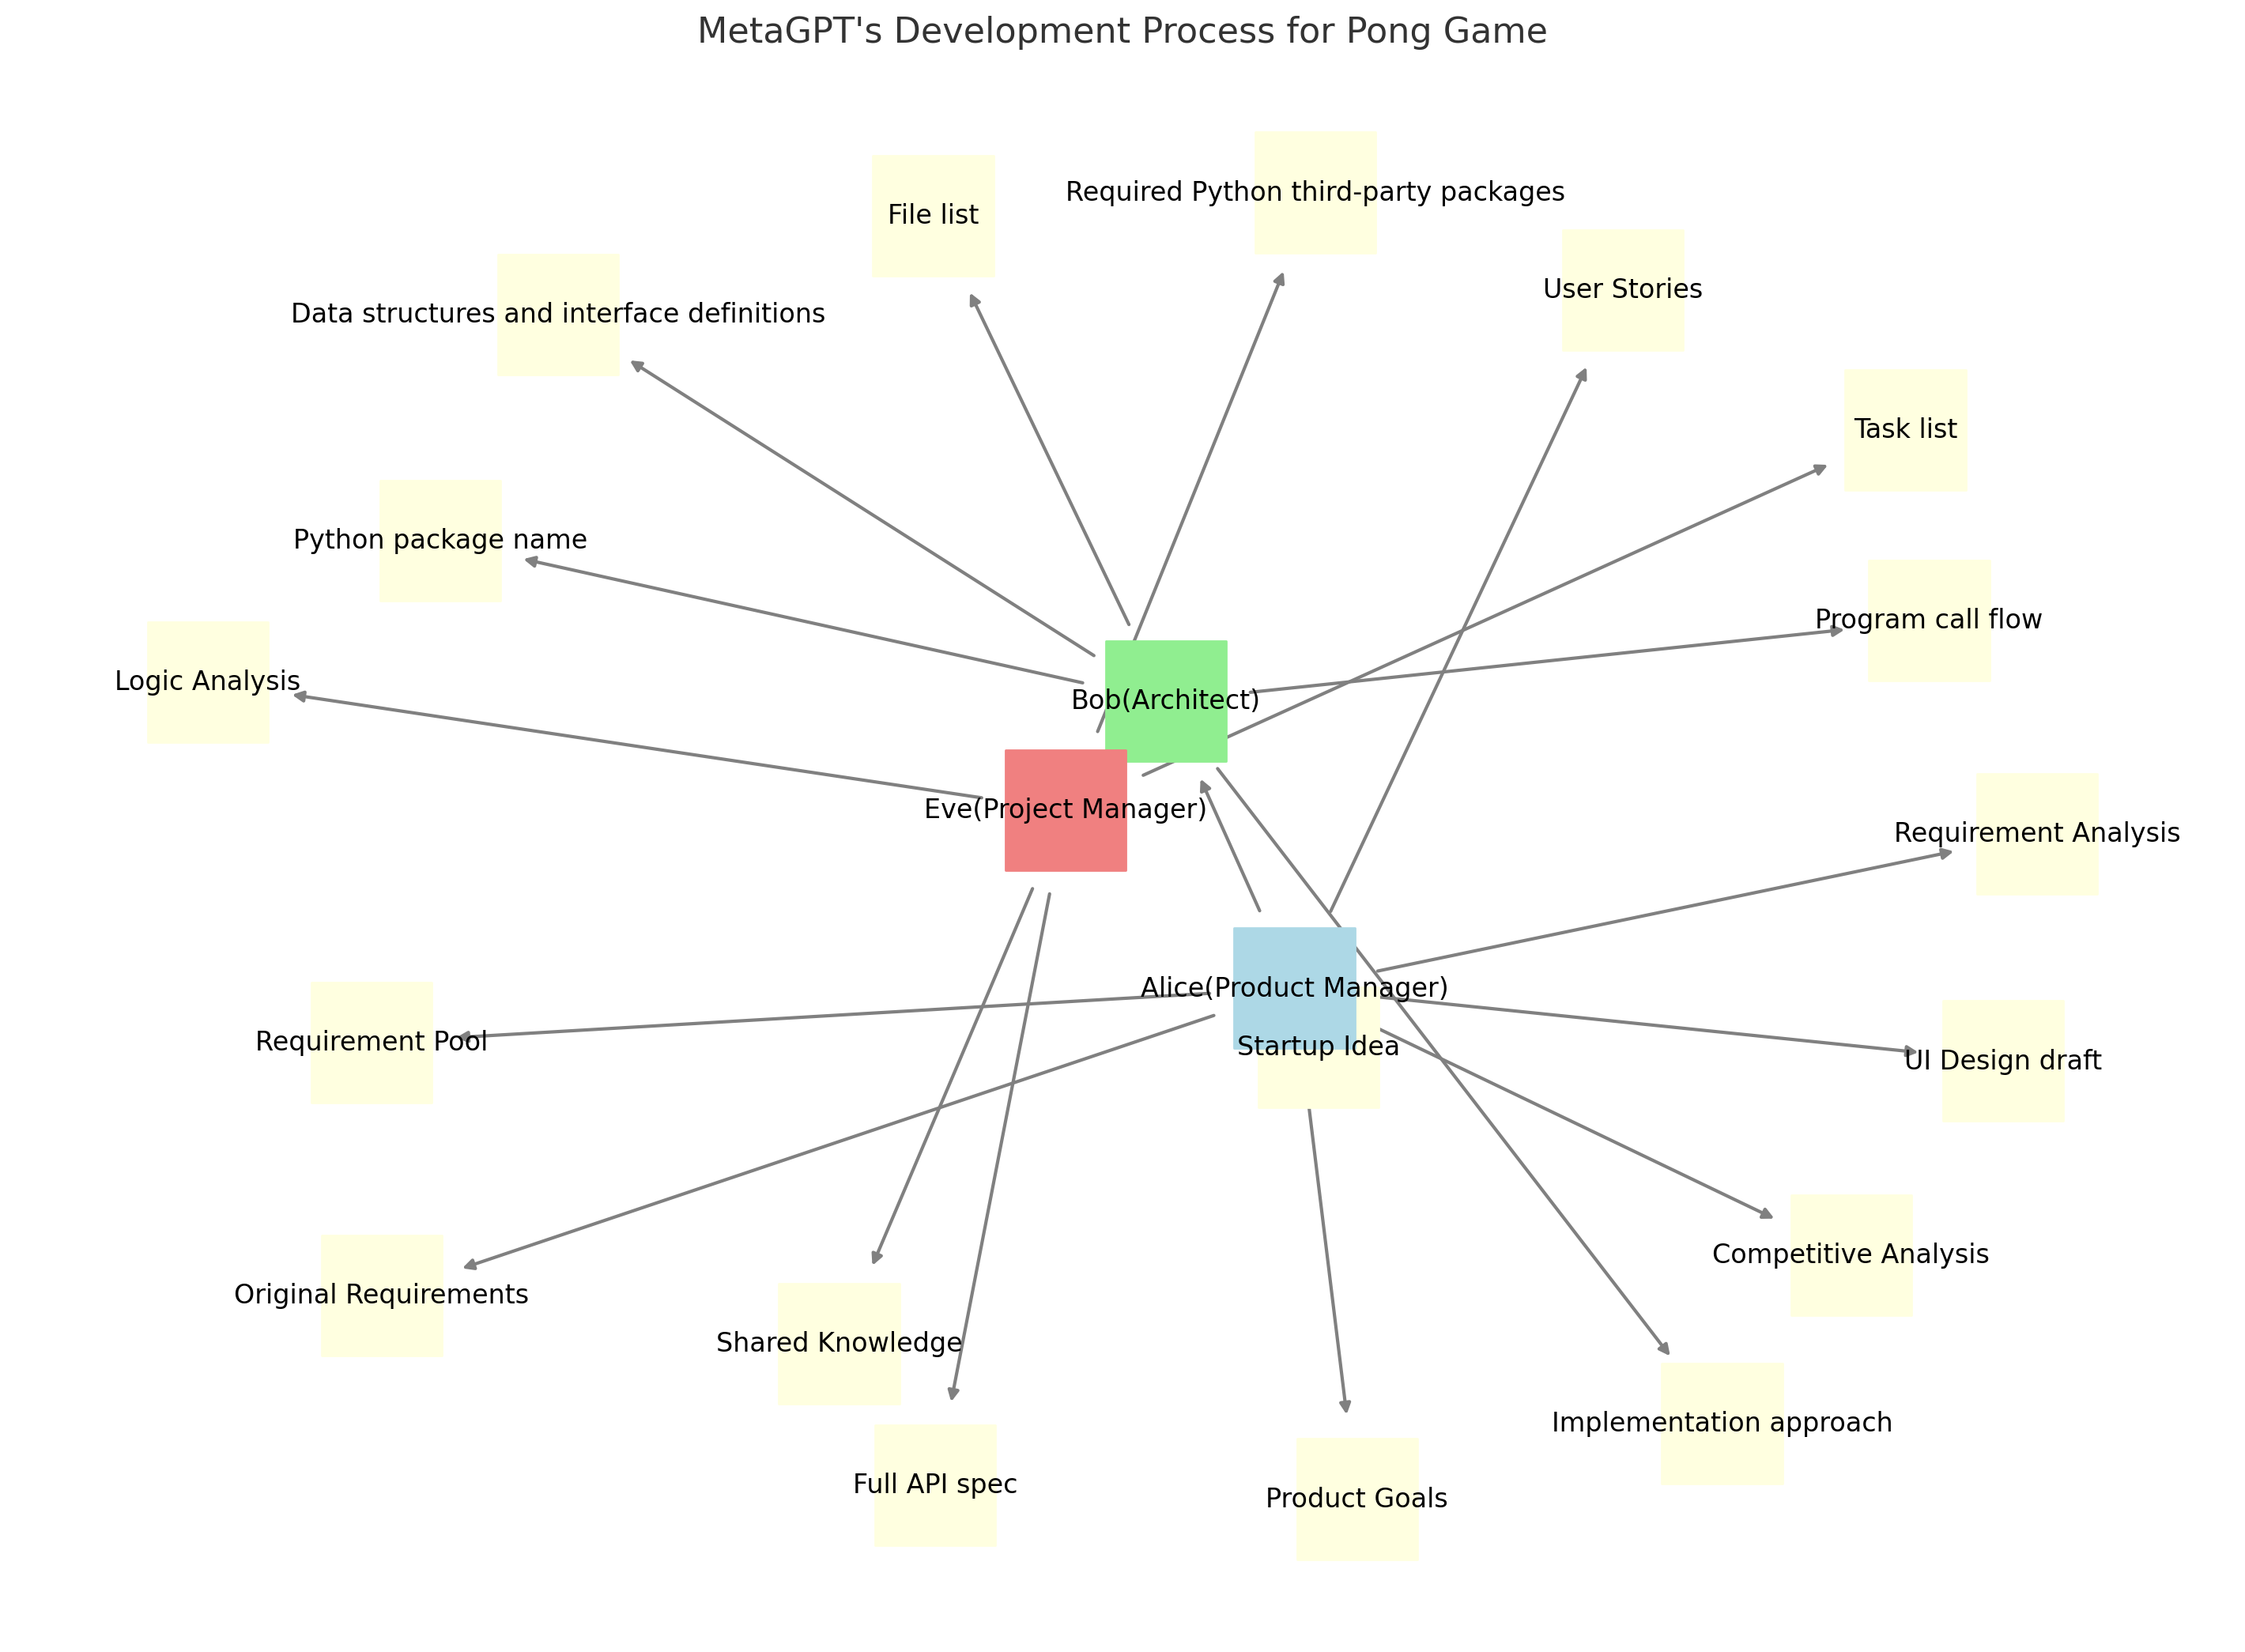 MetaGPT's Development Process for Pong Game
Required Python third-party packages
File list
User Stories
Data structures and interface definitions
Task list
Python package name
Program call flow
Logic Analysis
Bob(Architect)
Eve(Project Manager)
Requirement Analysis
Alice(Product Manager)
Requirement Pool
Startup Idea
UI Design draft
Competitive Analysis
Original Requirements
Shared Knowledge
Implementation approach
Full API spec
Product Goals